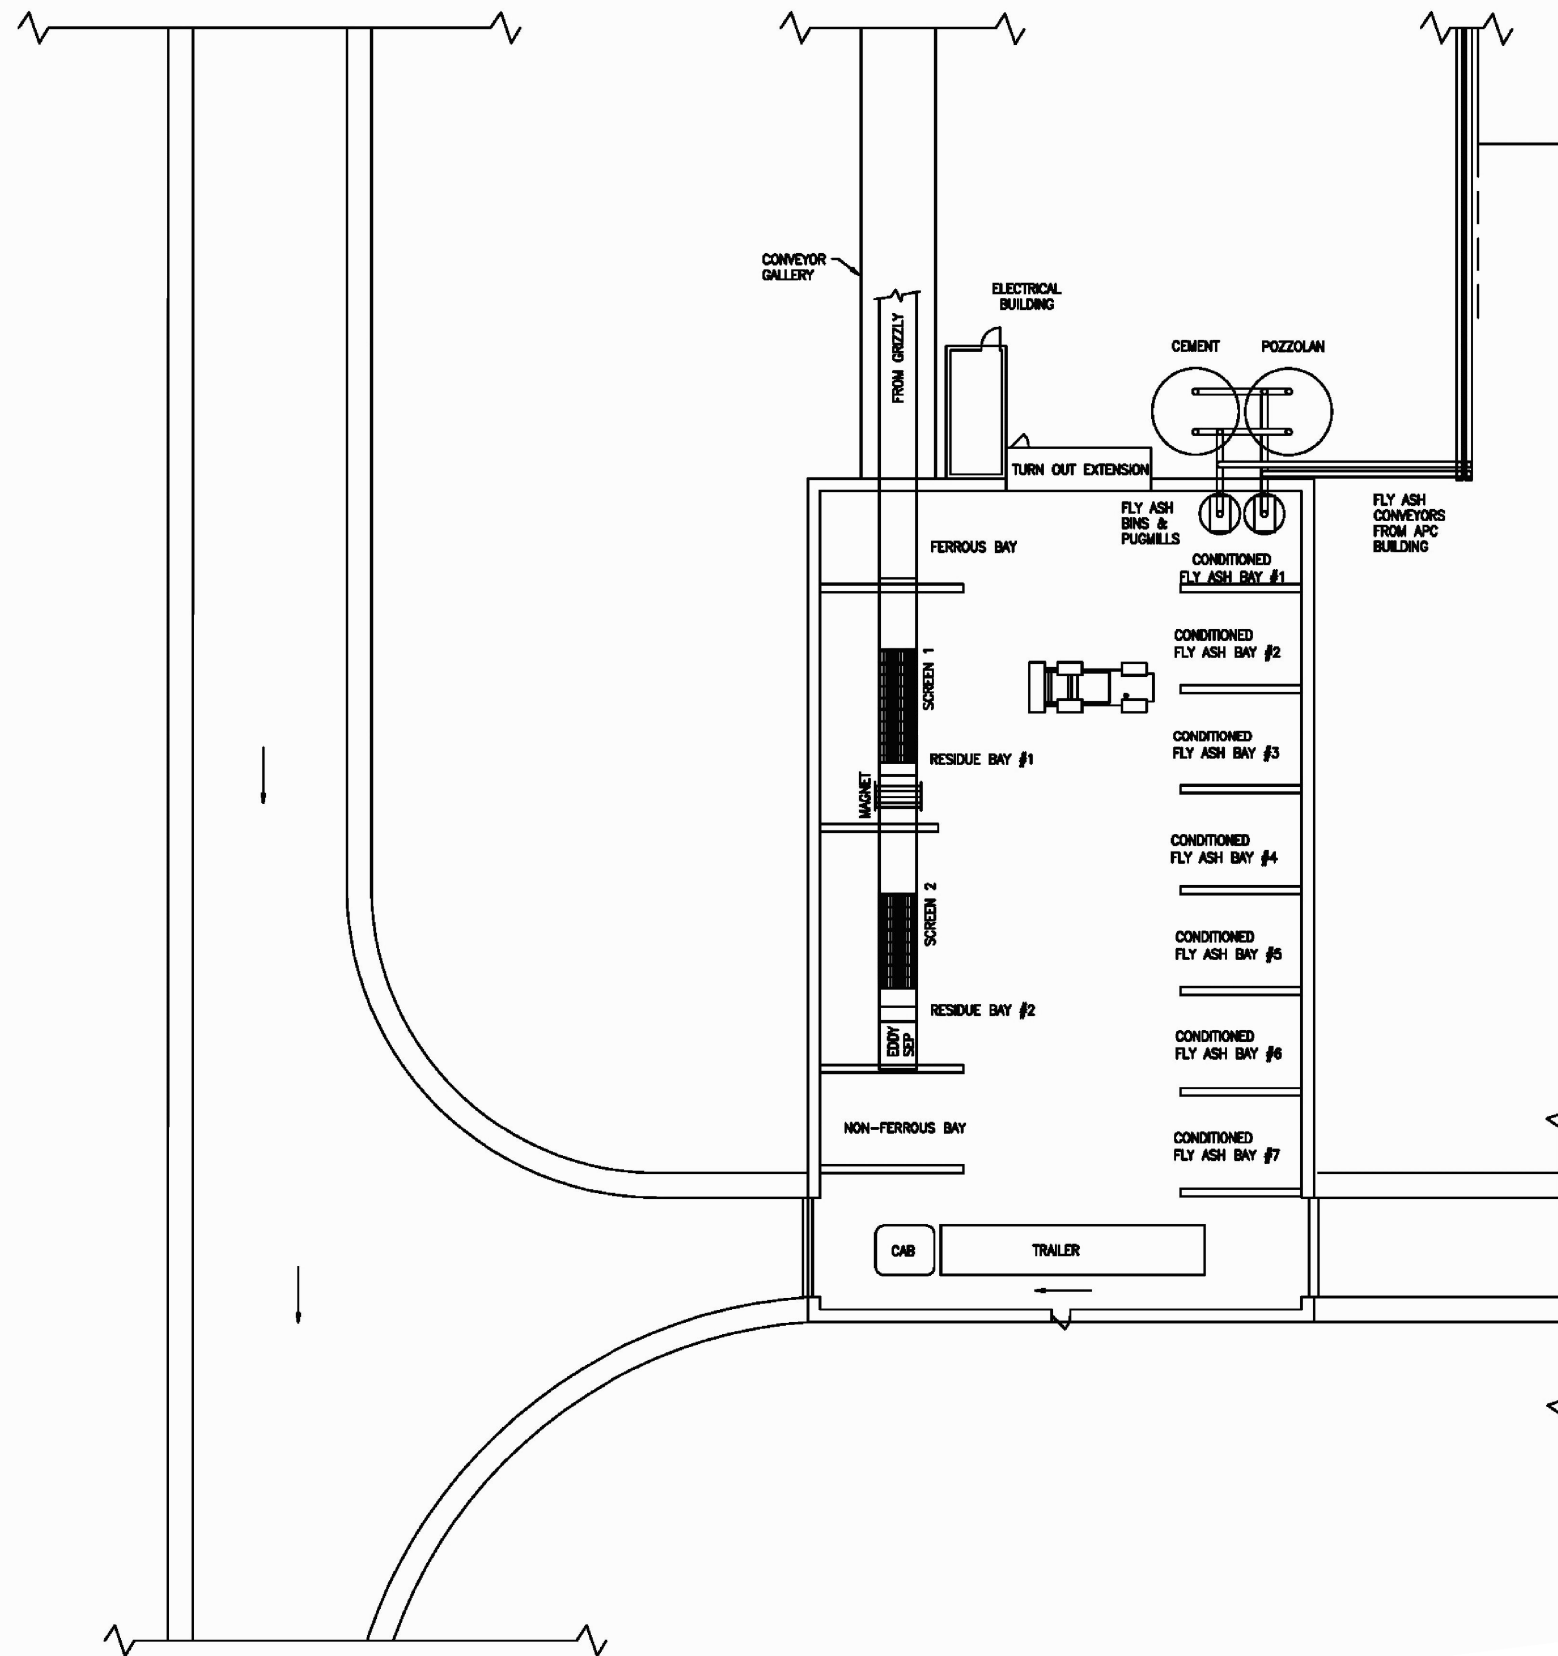 CONVEYOR
GALLERY
ELECTRICAL
BUILDING
FROM GRIZZLY
CEMENT
POZZOLAN
TURN OUT EXTENSION
FLY ASH
BINS &
PUGMILLS
FLY ASH
CONVEYORS
FROM APC
BUILDING
FERROUS BAY
CONDITIONED
FLY ASH BAY #1
CONDITIONED
FLY ASH BAY #2
SCREEN 1
CONDITIONED
FLY ASH BAY #3
RESIDUE BAY #1
MAGNET
CONDITIONED
FLY ASH BAY #4
SCREEN 2
CONDITIONED
FLY ASH BAY #5
RESIDUE BAY #2
EDDY
SEP
CONDITIONED
FLY ASH BAY #6
NON-FERROUS BAY
CONDITIONED
FLY ASH BAY #7
CAB
TRAILER